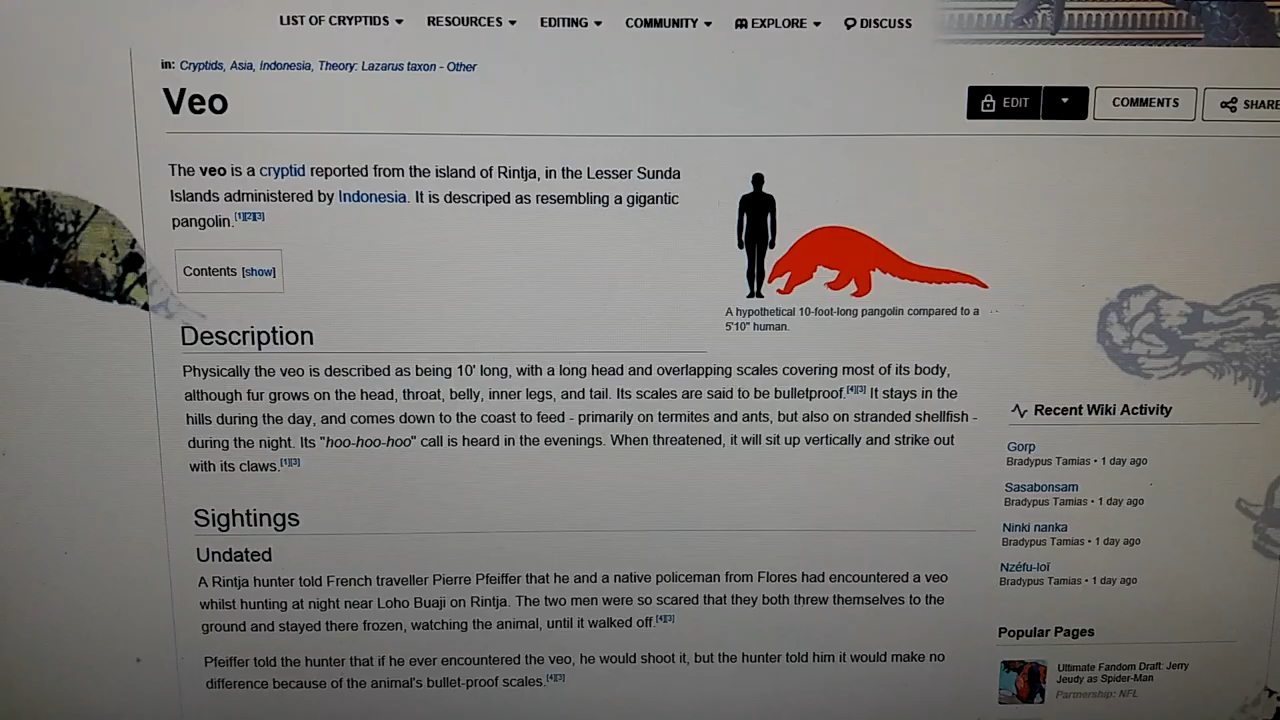 LIST OF CRYPTIDS RESOURCES EDITING COMMUNITY EXPLORE DISCUSS
in: Cryptids, Asia, Indonesia, Theory: Lazarus taxon - Other
Veo
EDIT COMMENTS SHARE
The veo is a cryptid reported from the island of Rintja, in the Lesser Sunda
Islands administered by Indonesia. It is descriped as resembling a gigantic
pangolin.[1][2][3]
Contents [show]
A hypothetical 10-foot-long pangolin compared to a
5'10" human.
Description
Physically the veo is described as being 10' long, with a long head and overlapping scales covering most of its body,
although fur grows on the head, throat, belly, inner legs, and tail. Its scales are said to be bulletproof.[4][3] It stays in the
hills during the day, and comes down to the coast to feed - primarily on termites and ants, but also on stranded shellfish -
during the night. Its "hoo-hoo-hoo" call is heard in the evenings. When threatened, it will sit up vertically and strike out
with its claws.[1][3]
Sightings
Undated
A Rintja hunter told French traveller Pierre Pfeiffer that he and a native policeman from Flores had encountered a veo
whilst hunting at night near Loho Buaji on Rintja. The two men were so scared that they both threw themselves to the
ground and stayed there frozen, watching the animal, until it walked off.[4][3]
Pfeiffer told the hunter that if he ever encountered the veo, he would shoot it, but the hunter told him it would make no
difference because of the animal's bullet-proof scales.[4][3]
Recent Wiki Activity
Gorp
Bradypus Tamias • 1 day ago
Sasabonsam
Bradypus Tamias • 1 day ago
Ninki nanka
Bradypus Tamias • 1 day ago
Nzéfu-loï
Bradypus Tamias • 1 day ago
Popular Pages
Ultimate Fandom Draft: Jerry
Jeudy as Spider-Man
Partnership: NFL